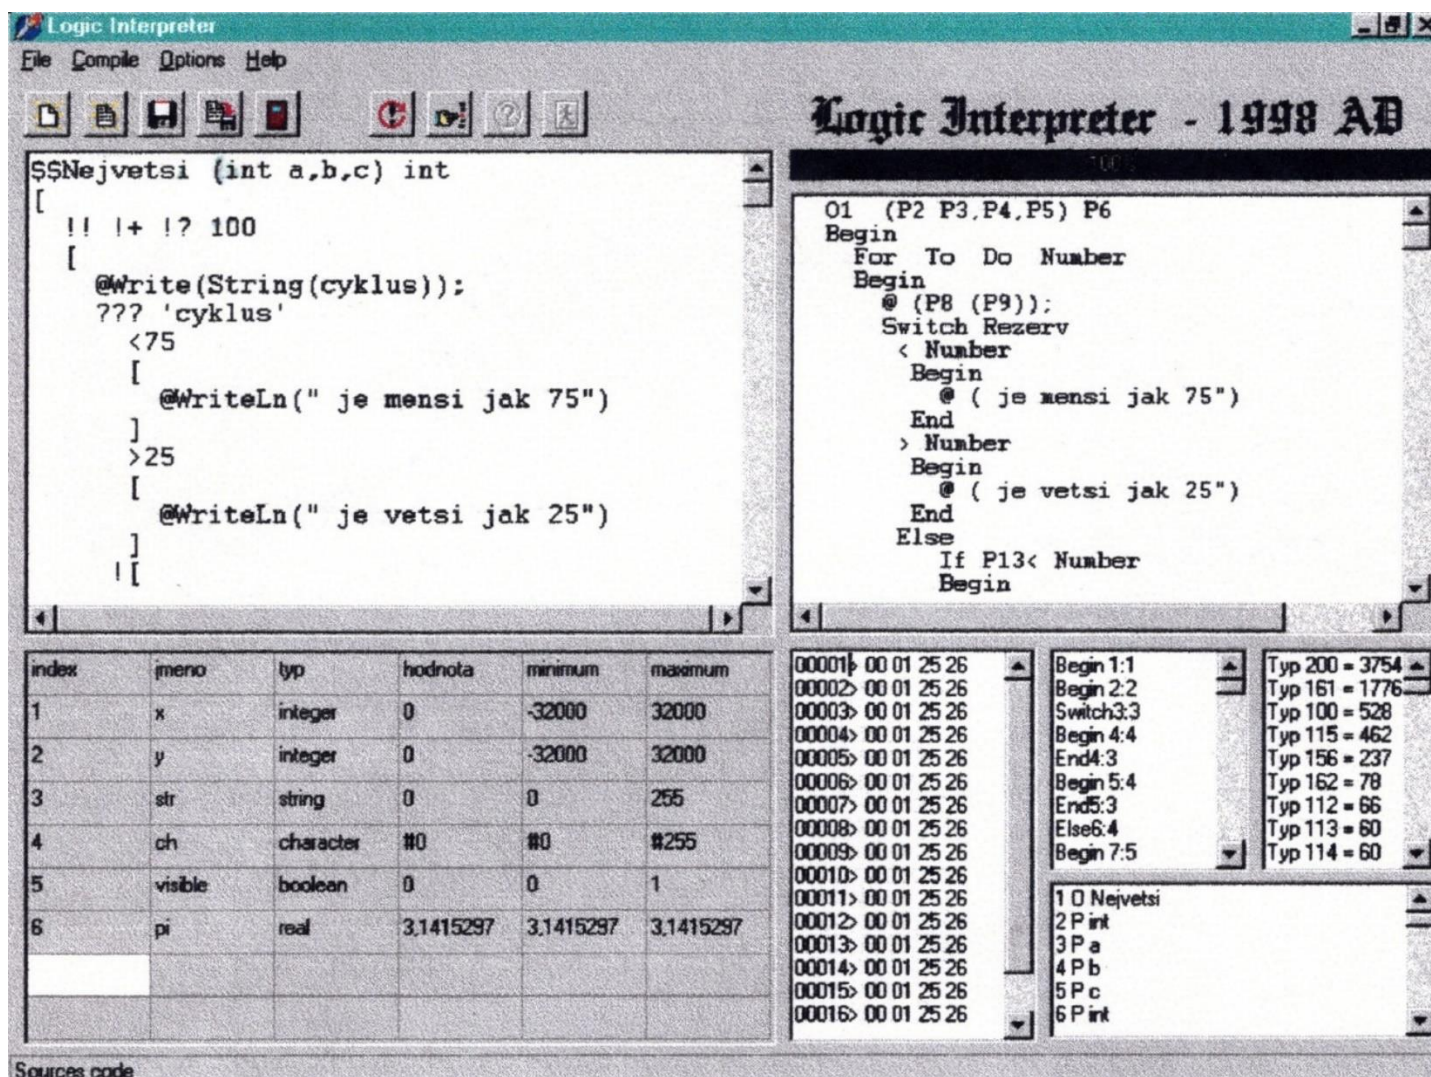 Logic Interpreter
File Compile Options Help
Logic Interpreter - 1998 AD
100%
$$Nejvetsi (int a,b,c) int
[
!! !+ !? 100
[
@Write(String(cyklus));
??? 'cyklus'
<75
[
@WriteLn(" je mensi jak 75")
]
>25
[
@WriteLn(" je vetsi jak 25")
]
![
O1 (P2 P3,P4,P5) P6
Begin
For To Do Number
Begin
@ (P8 (P9));
Switch Rezerv
< Number
Begin
@ ( je mensi jak 75")
End
> Number
Begin
@ ( je vetsi jak 25")
End
Else
If P13< Number
Begin
index jmeno typ hodnota minimum maximum
1 x integer 0 -32000 32000
2 y integer 0 -32000 32000
3 str string 0 0 255
4 ch character #0 #0 #255
5 visible boolean 0 0 1
6 pi real 3,1415297 3,1415297 3,1415297
00001> 00 01 25 26
00002> 00 01 25 26
00003> 00 01 25 26
00004> 00 01 25 26
00005> 00 01 25 26
00006> 00 01 25 26
00007> 00 01 25 26
00008> 00 01 25 26
00009> 00 01 25 26
00010> 00 01 25 26
00011> 00 01 25 26
00012> 00 01 25 26
00013> 00 01 25 26
00014> 00 01 25 26
00015> 00 01 25 26
00016> 00 01 25 26
Begin 1:1
Begin 2:2
Switch3:3
Begin 4:4
End4:3
Begin 5:4
End5:3
Else6:4
Begin 7:5
Typ 200 = 3754
Typ 161 = 1776
Typ 100 = 528
Typ 115 = 462
Typ 156 = 237
Typ 162 = 78
Typ 112 = 66
Typ 113 = 60
Typ 114 = 60
1 O Nejvetsi
2 P int
3 P a
4 P b
5 P c
6 P int
Sources code